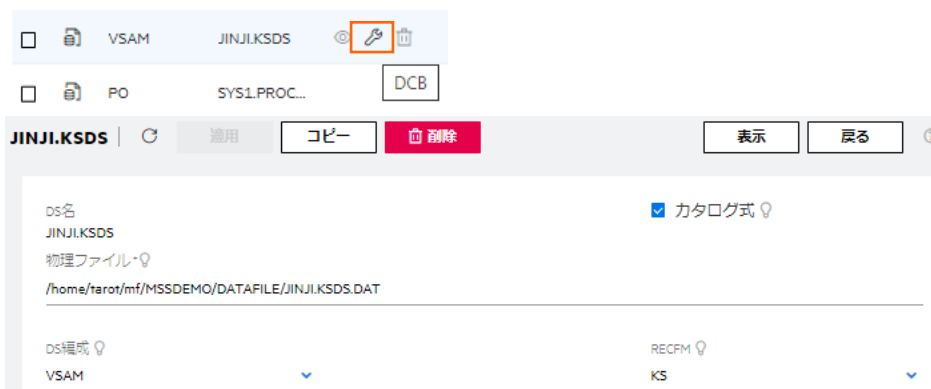 VSAM JINJI.KSDS
DCB
PO SYS1.PROC...
JINJI.KSDS 適用 コピー 削除 表示 戻る
DS名 カタログ式
JINJI.KSDS
物理ファイル*
/home/tarot/mf/MSSDEMO/DATAFILE/JINJI.KSDS.DAT
DS編成 RECFM
VSAM KS